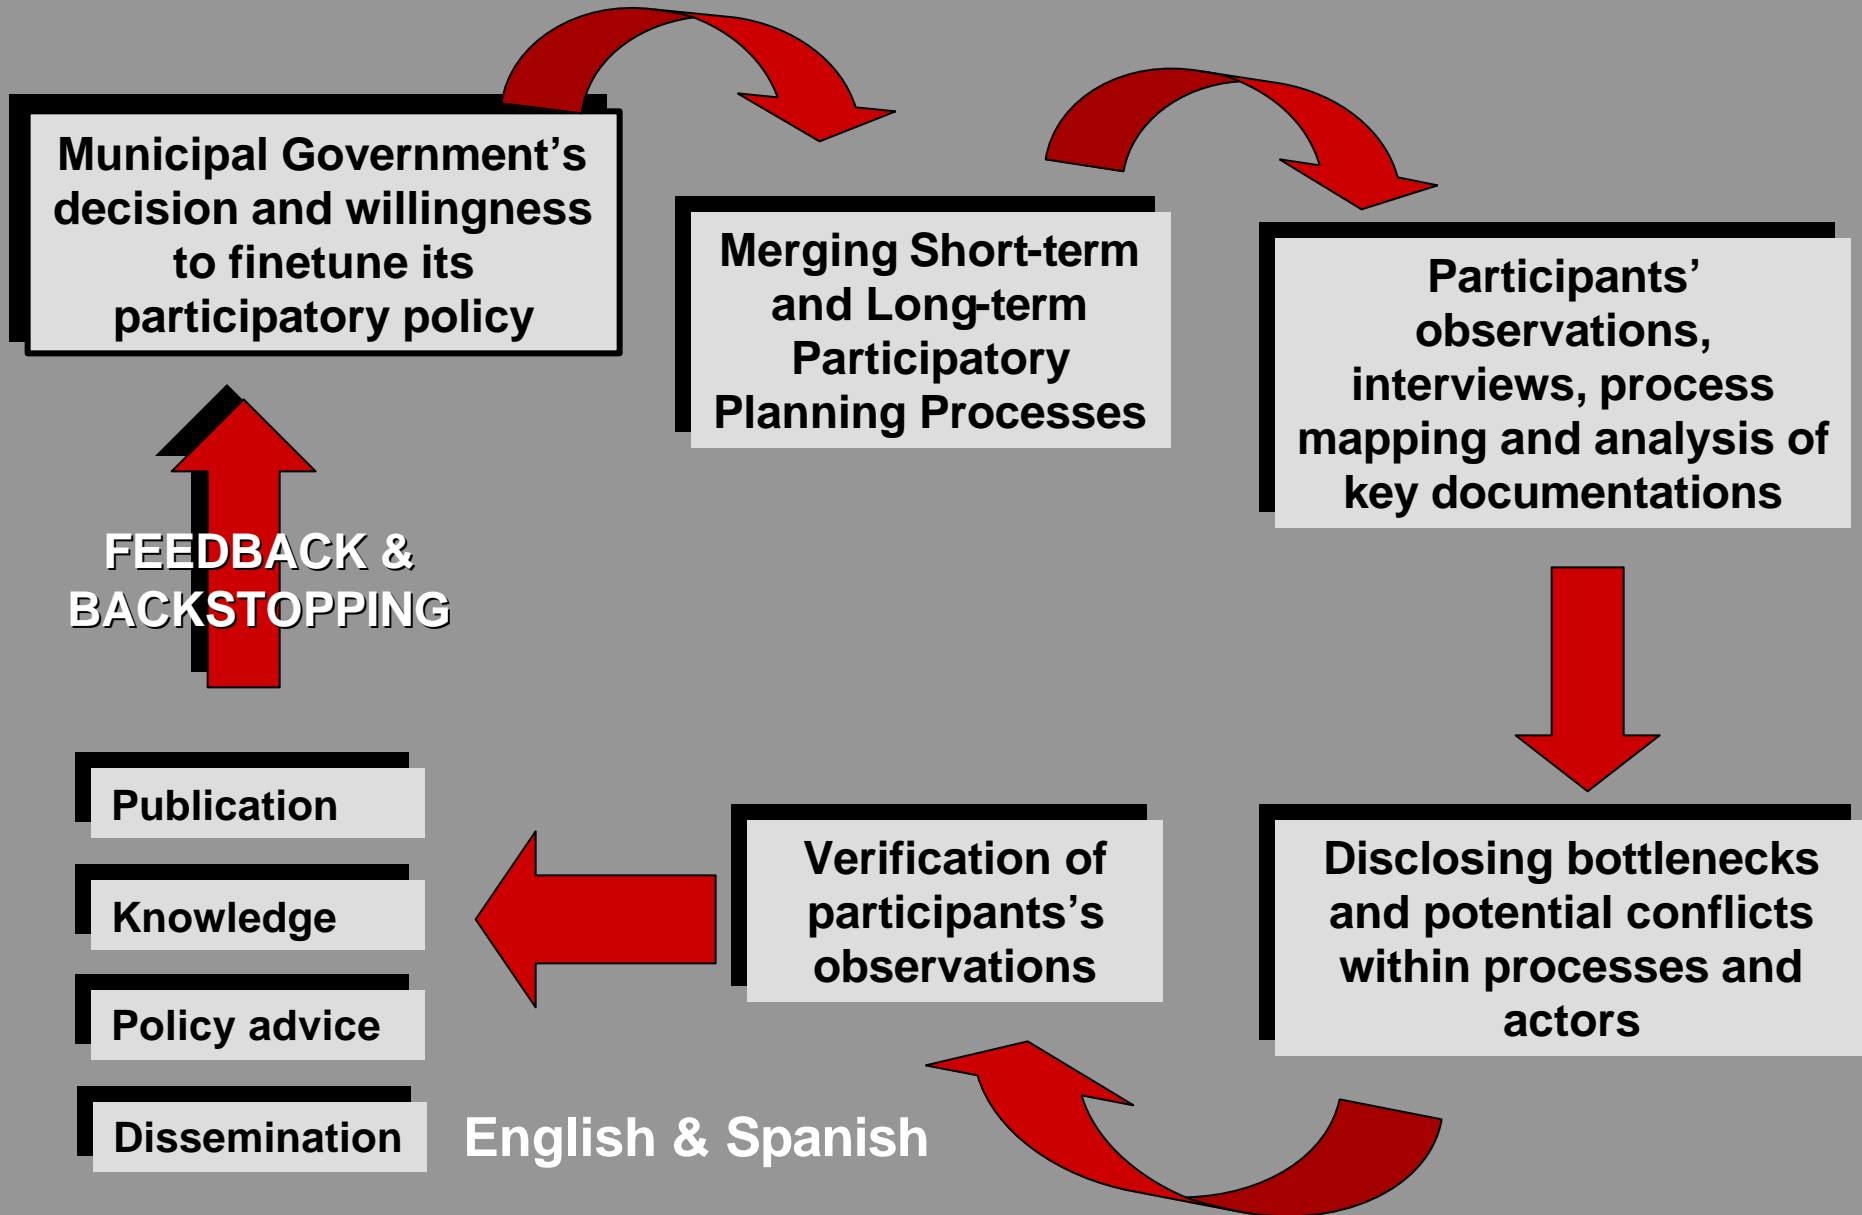 Municipal Government’s
decision and willingness
to finetune its
participatory policy
Merging Short-term
and Long-term
Participatory
Planning Processes
Participants’
observations,
interviews, process
mapping and analysis of
key documentations
Disclosing bottlenecks
and potential conflicts
within processes and
actors
Verification of
participants’s
observations
Publication
Knowledge
Policy advice
Dissemination
English & Spanish
FEEDBACK &
BACKSTOPPING